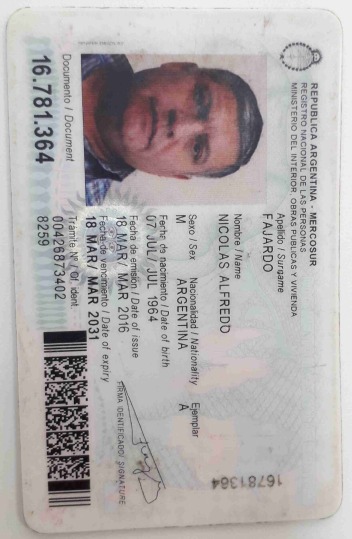 REPUBLICA ARGENTINA - MERCOSUR
REGISTRO NACIONAL DE LAS PERSONAS
MINISTERIO DEL INTERIOR, OBRAS PUBLICAS Y VIVIENDA
Apellido / Surname
FAJARDO
Nombre / Name
NICOLAS ALFREDO
Sexo / Sex
Nacionalidad / Nationality
Ejemplar
M
ARGENTINA
A
Fecha de nacimiento / Date of birth
07 JUL/ JUL 1964
Fecha de emisión / Date of issue
18 MAR/ MAR 2016
Fecha de vencimiento / Date of expiry
18 MAR/ MAR 2031
FIRMA IDENTIFICADO/ SIGNATURE
Documento / Document
16.781.364
Trámite Nº / Of. ident.
00426873402
8259
16781364